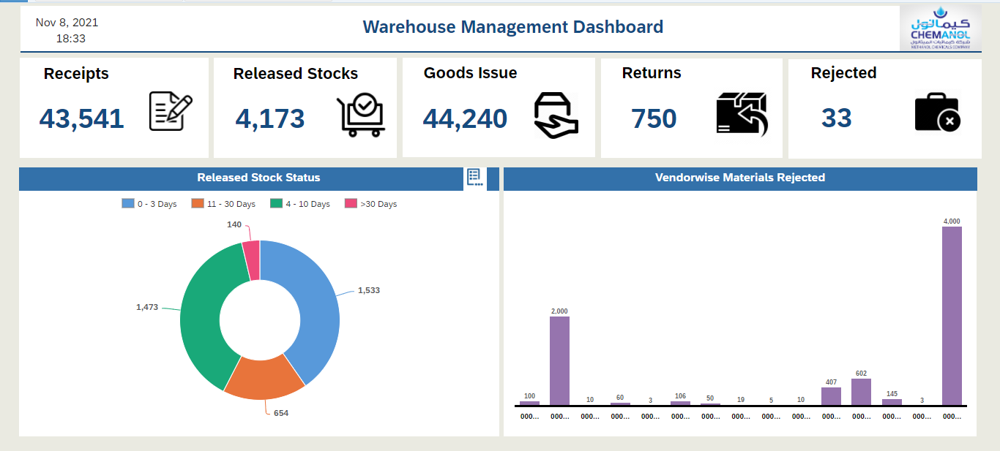 Nov 8, 2021
18:33
Warehouse Management Dashboard
كيمانول
CHEMANOL
شركة كيمائيات الميثانول
METHANOL CHEMICALS COMPANY
Receipts
43,541
Released Stocks
4,173
Goods Issue
44,240
Returns
750
Rejected
33
Released Stock Status
0 - 3 Days
11 - 30 Days
4 - 10 Days
>30 Days
140
1,533
1,473
654
Vendorwise Materials Rejected
100
2,000
10
60
3
106
50
19
5
10
407
602
145
3
4,000
000... 000... 000... 000... 000... 000... 000... 000... 000... 000... 000... 000... 000... 000... 000...